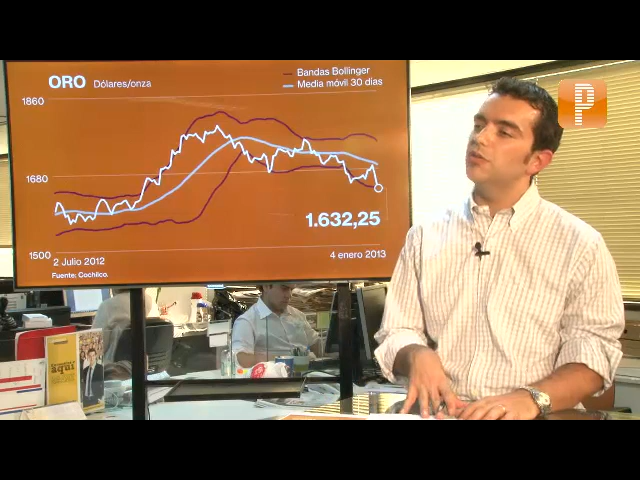 ORO Dólares/onza
Bandas Bollinger
Media móvil 30 días
1860
1680
1.632,25
1500
2 Julio 2012
4 enero 2013
Fuente: Cochilco.
P